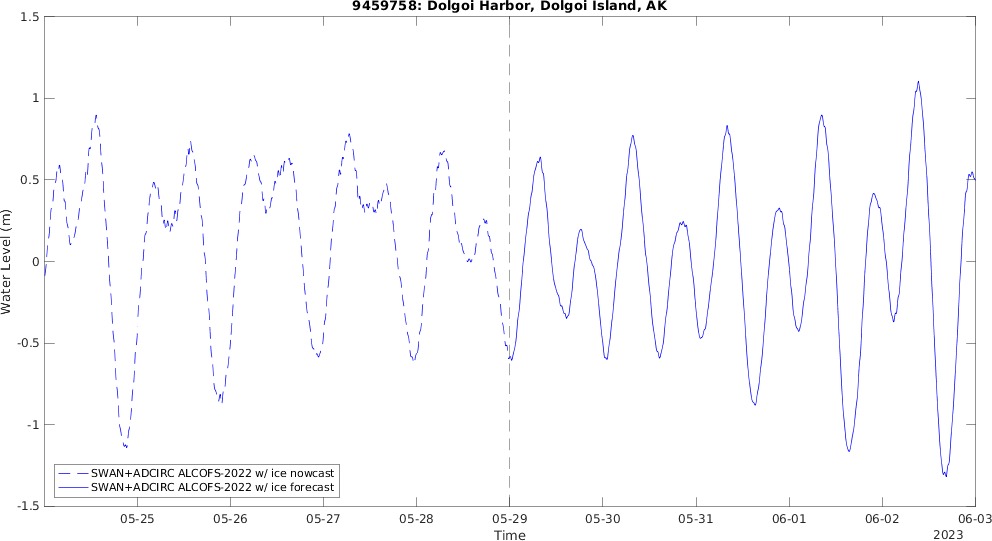 9459758: Dolgoi Harbor, Dolgoi Island, AK
1.5
1
0.5
0
-0.5
-1
-1.5
Water Level (m)
SWAN+ADCIRC ALCOFS-2022 w/ ice nowcast
SWAN+ADCIRC ALCOFS-2022 w/ ice forecast
05-25 05-26 05-27 05-28 05-29 05-30 05-31 06-01 06-02 06-03
Time
2023